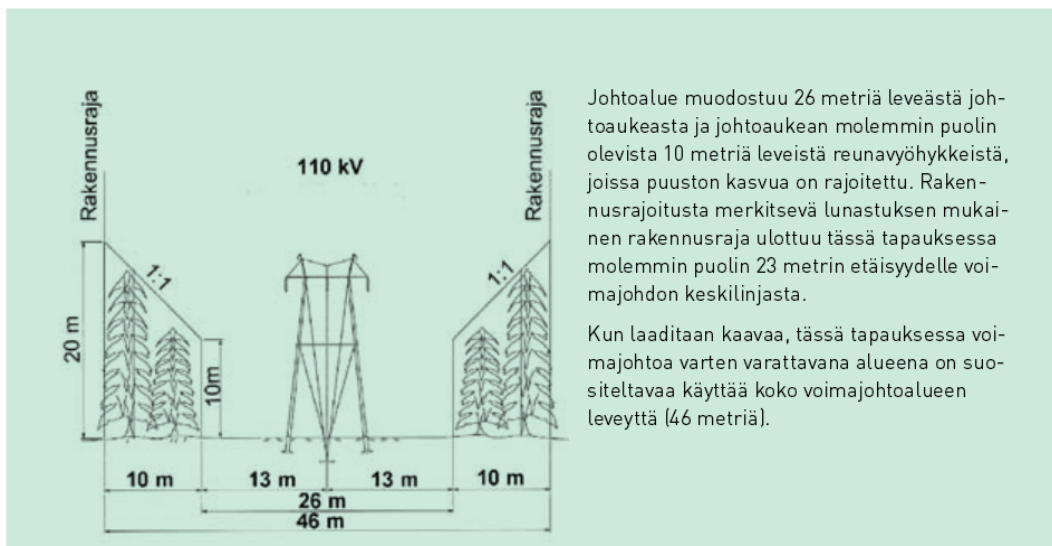 Rakennusraja
Rakennusraja
110 kV
1:1
1:1
20 m
10m
10 m
13 m
13 m
10 m
26 m
46 m
Johtoalue muodostuu 26 metriä leveästä joh-
toaukeasta ja johtoaukean molemmin puolin
olevista 10 metriä leveistä reunavyöhykkeistä,
joissa puuston kasvua on rajoitettu. Raken-
nusrajoitusta merkitsevä lunastuksen mukai-
nen rakennusraja ulottuu tässä tapauksessa
molemmin puolin 23 metrin etäisyydelle voi-
majohdon keskilinjasta.
Kun laaditaan kaavaa, tässä tapauksessa voi-
majohtoa varten varattavana alueena on suo-
siteltavaa käyttää koko voimajohtoalueen
leveyttä (46 metriä).